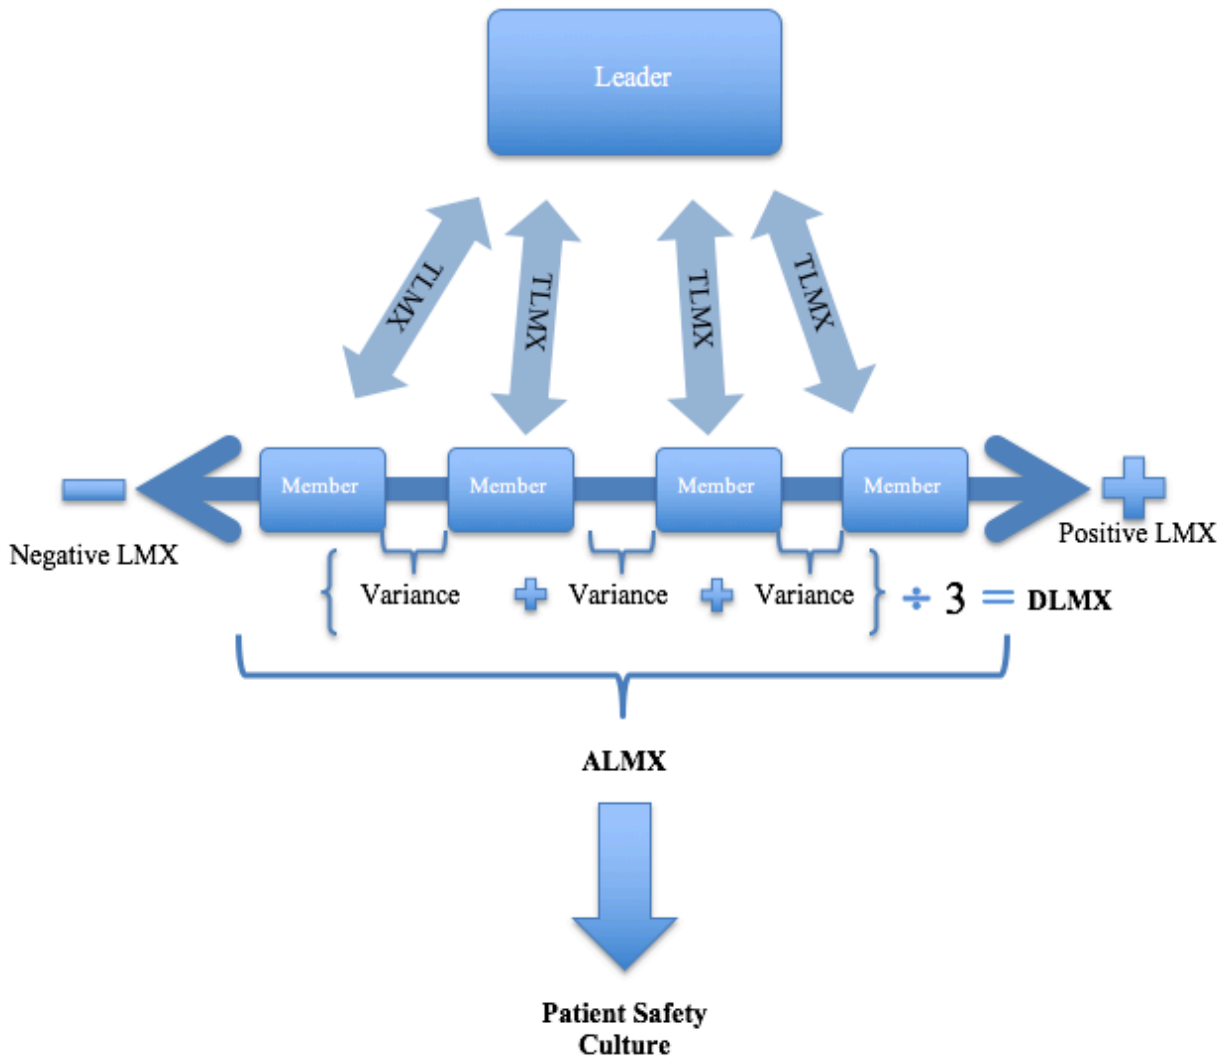 Leader
TLMX
TLMX
TLMX
TLMX
Member
Member
Member
Member
Negative LMX
Positive LMX
Variance + Variance + Variance ÷ 3 = DLMX
ALMX
Patient Safety
Culture